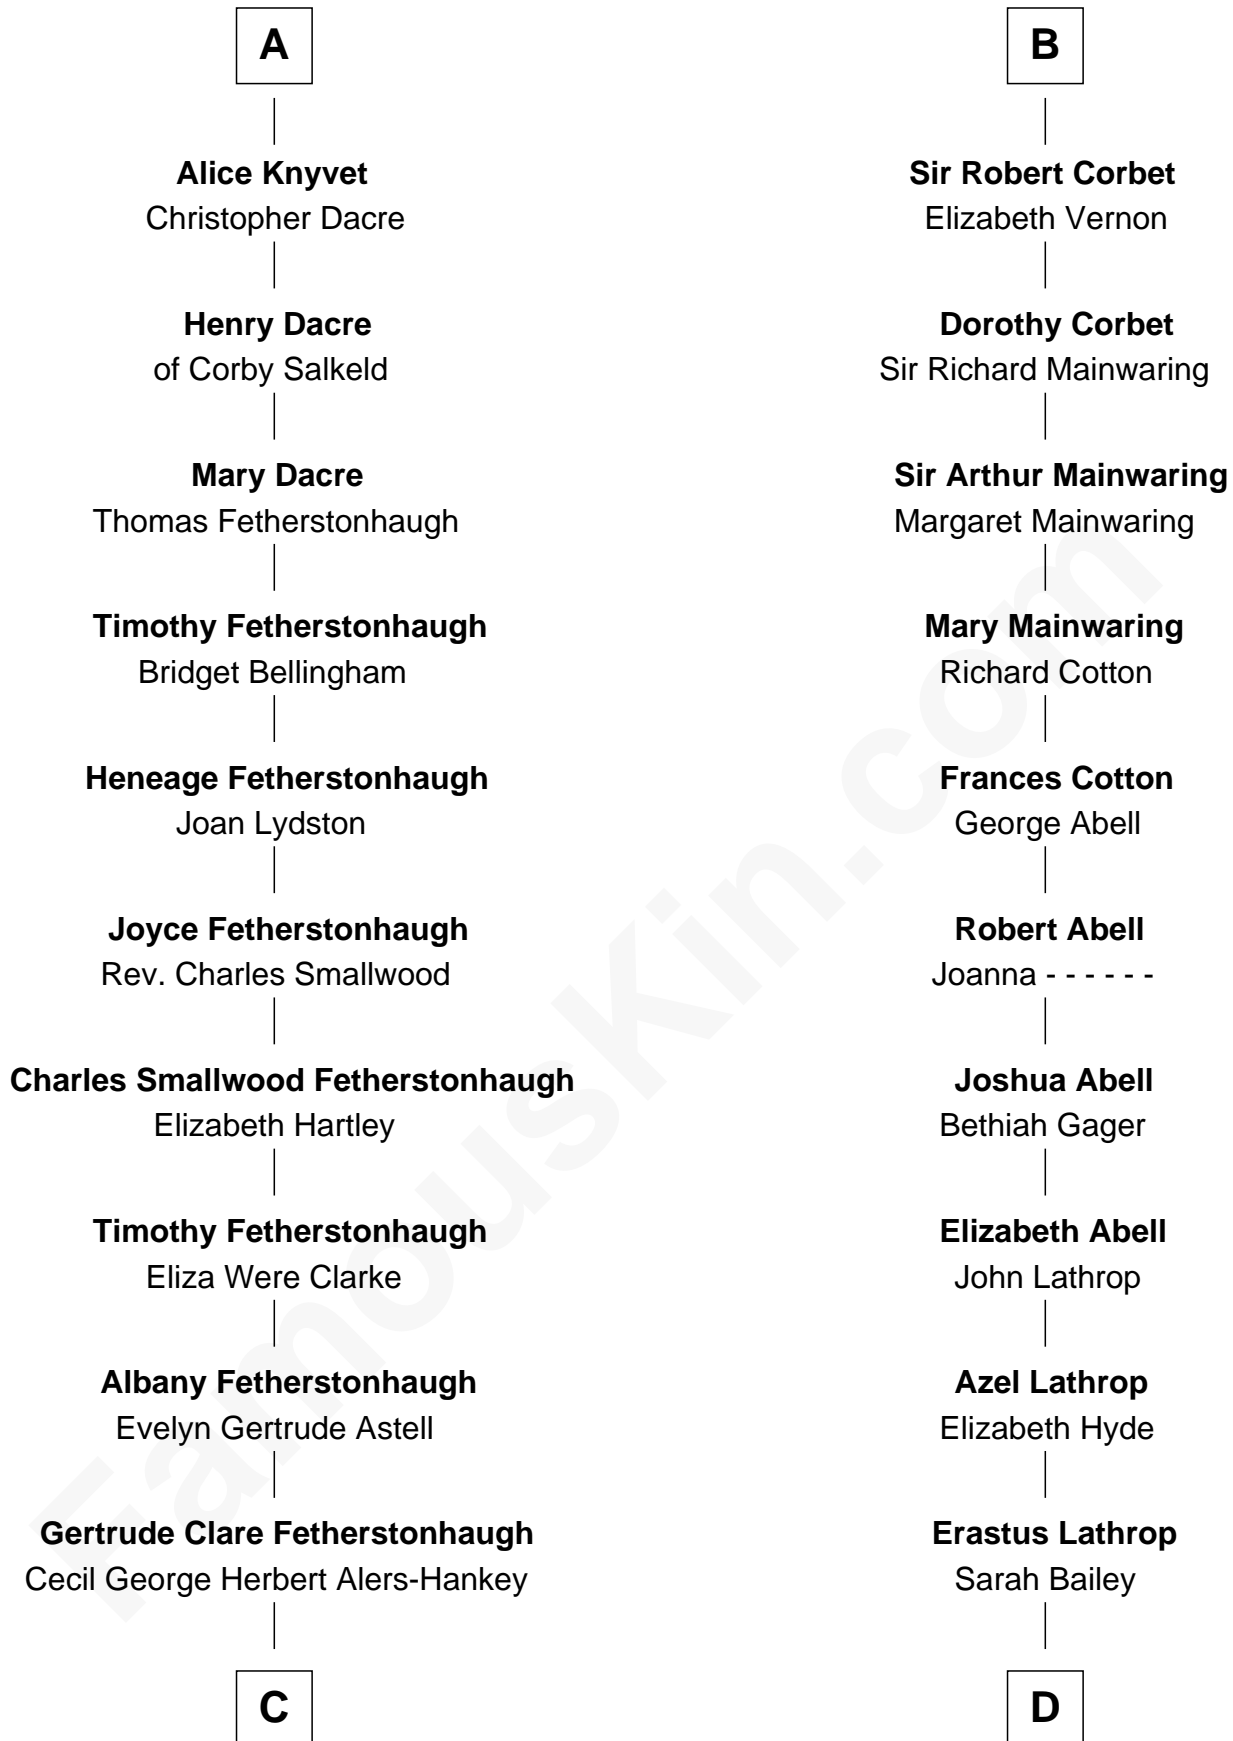 A
Alice Knyvet
Christopher Dacre
Henry Dacre
of Corby Salkeld
Mary Dacre
Thomas Fetherstonhaugh
Timothy Fetherstonhaugh
Bridget Bellingham
Heneage Fetherstonhaugh
Joan Lydston
Joyce Fetherstonhaugh
Rev. Charles Smallwood
Charles Smallwood Fetherstonhaugh
Elizabeth Hartley
Timothy Fetherstonhaugh
Eliza Were Clarke
Albany Fetherstonhaugh
Evelyn Gertrude Astell
Gertrude Clare Fetherstonhaugh
Cecil George Herbert Alers-Hankey
C
B
Sir Robert Corbet
Elizabeth Vernon
Dorothy Corbet
Sir Richard Mainwaring
Sir Arthur Mainwaring
Margaret Mainwaring
Mary Mainwaring
Richard Cotton
Frances Cotton
George Abell
Robert Abell
Joanna - - - - - -
Joshua Abell
Bethiah Gager
Elizabeth Abell
John Lathrop
Azel Lathrop
Elizabeth Hyde
Erastus Lathrop
Sarah Bailey
D
FamousKin.com